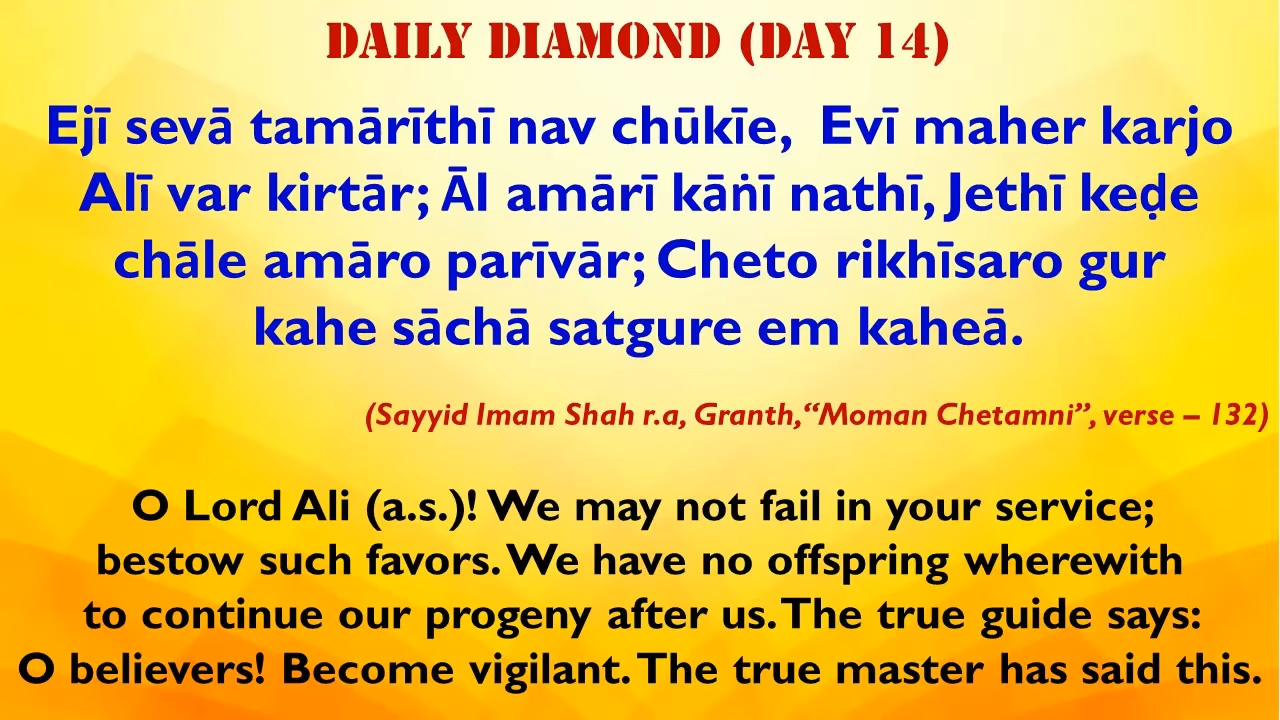 DAILY DIAMOND (DAY 14)
Ejī sevā tamārīthī nav chūkīe, Evī maher karjo
Alī var kirtār; Āl amārī kāṅī nathī, Jethī keḍe
chāle amāro parīvār; Cheto rikhīsaro gur
kahe sāchā satgure em kaheā.
(Sayyid Imam Shah r.a, Granth, “Moman Chetamni”, verse – 132)
O Lord Ali (a.s.)! We may not fail in your service;
bestow such favors. We have no offspring wherewith
to continue our progeny after us. The true guide says:
O believers! Become vigilant. The true master has said this.